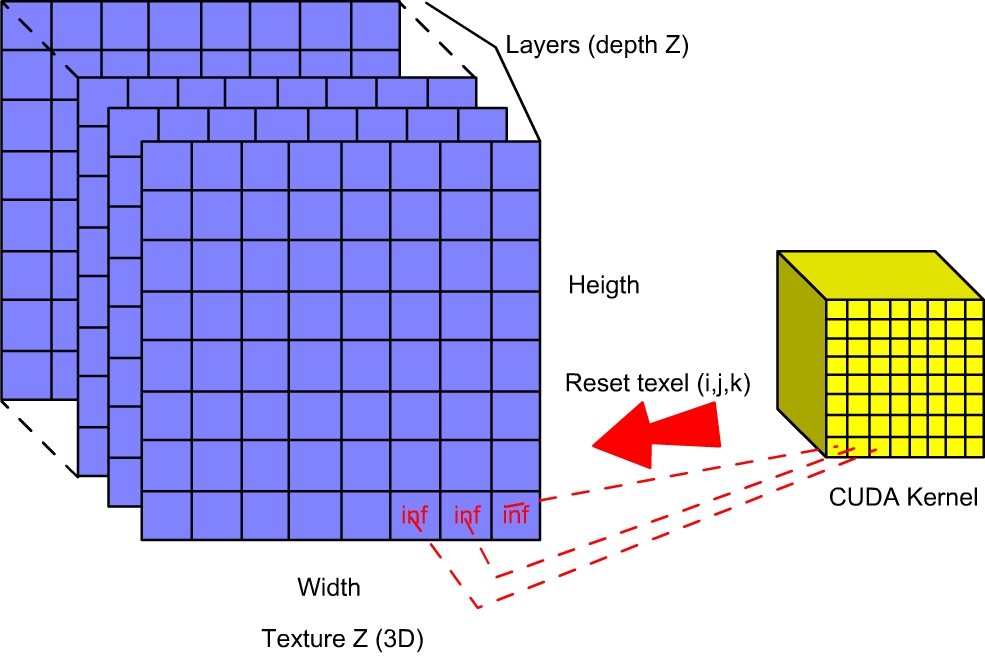 Layers (depth Z)
Heigth
Reset texel (i,j,k)
CUDA Kernel
inf inf inf
Width
Texture Z (3D)